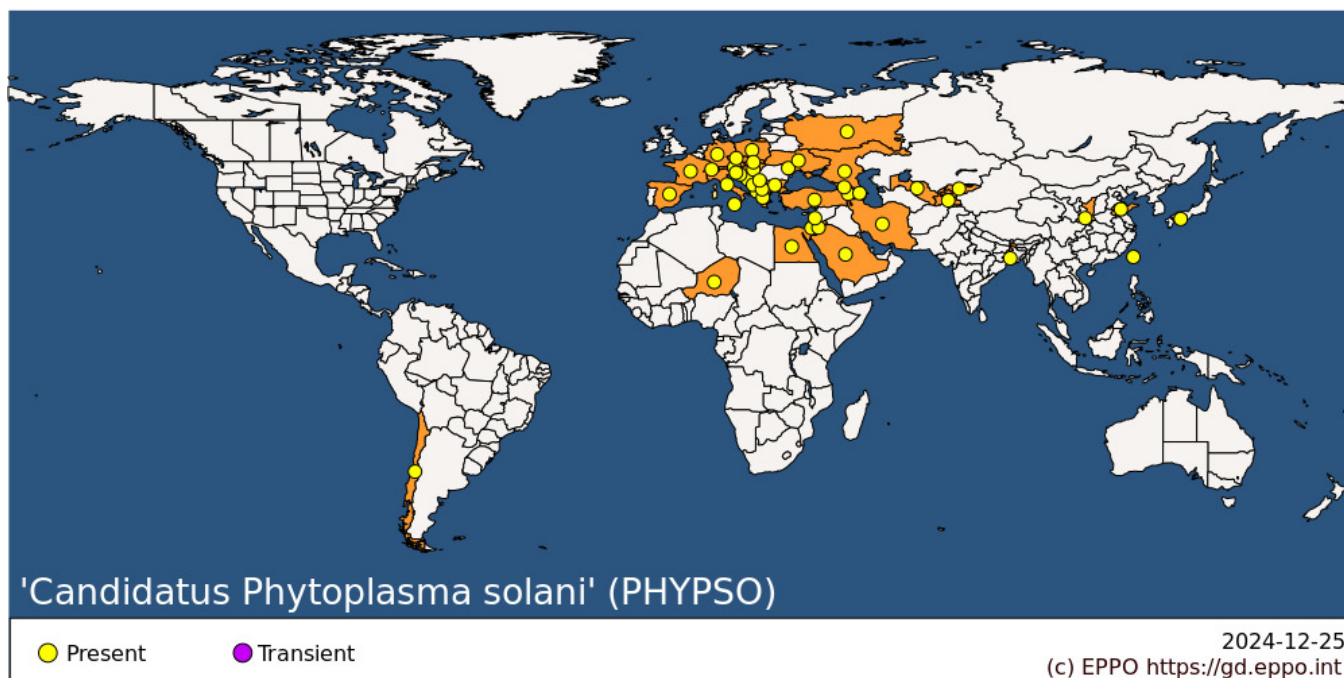 'Candidatus Phytoplasma solani' (PHYPSO)
Present
Transient
2024-12-25
(c) EPPO https://gd.eppo.int